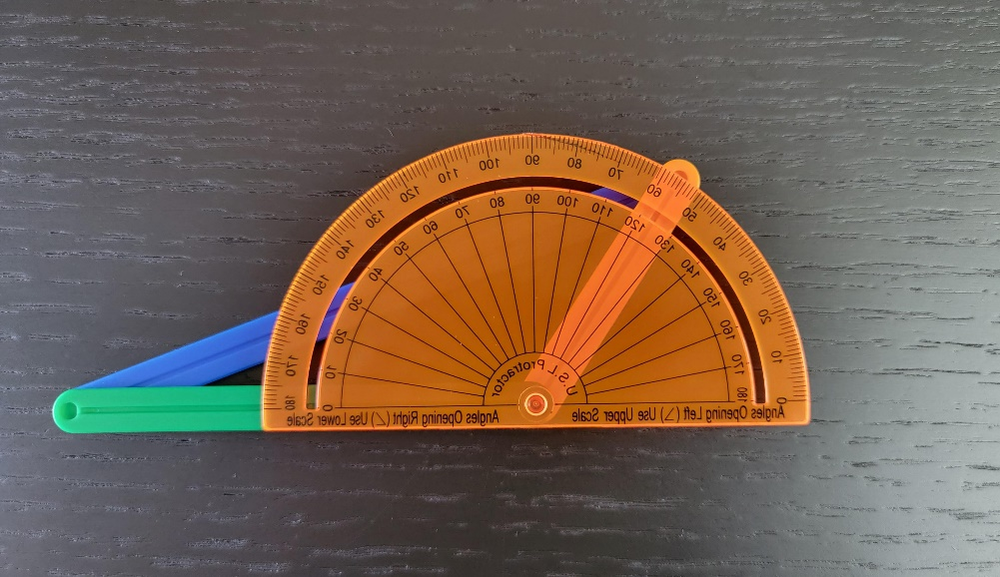 0 10 20 30 40 50 60 70 80 90 100 110 120 130 140 150 160 170 180
180 170 160 150 140 130 120 110 100 90 80 70 60 50 40 30 20 10 0
U.S.L Protractor
Angles Opening Left (⦣) Use Upper Scale Angles Opening Right (∠) Use Lower Scale